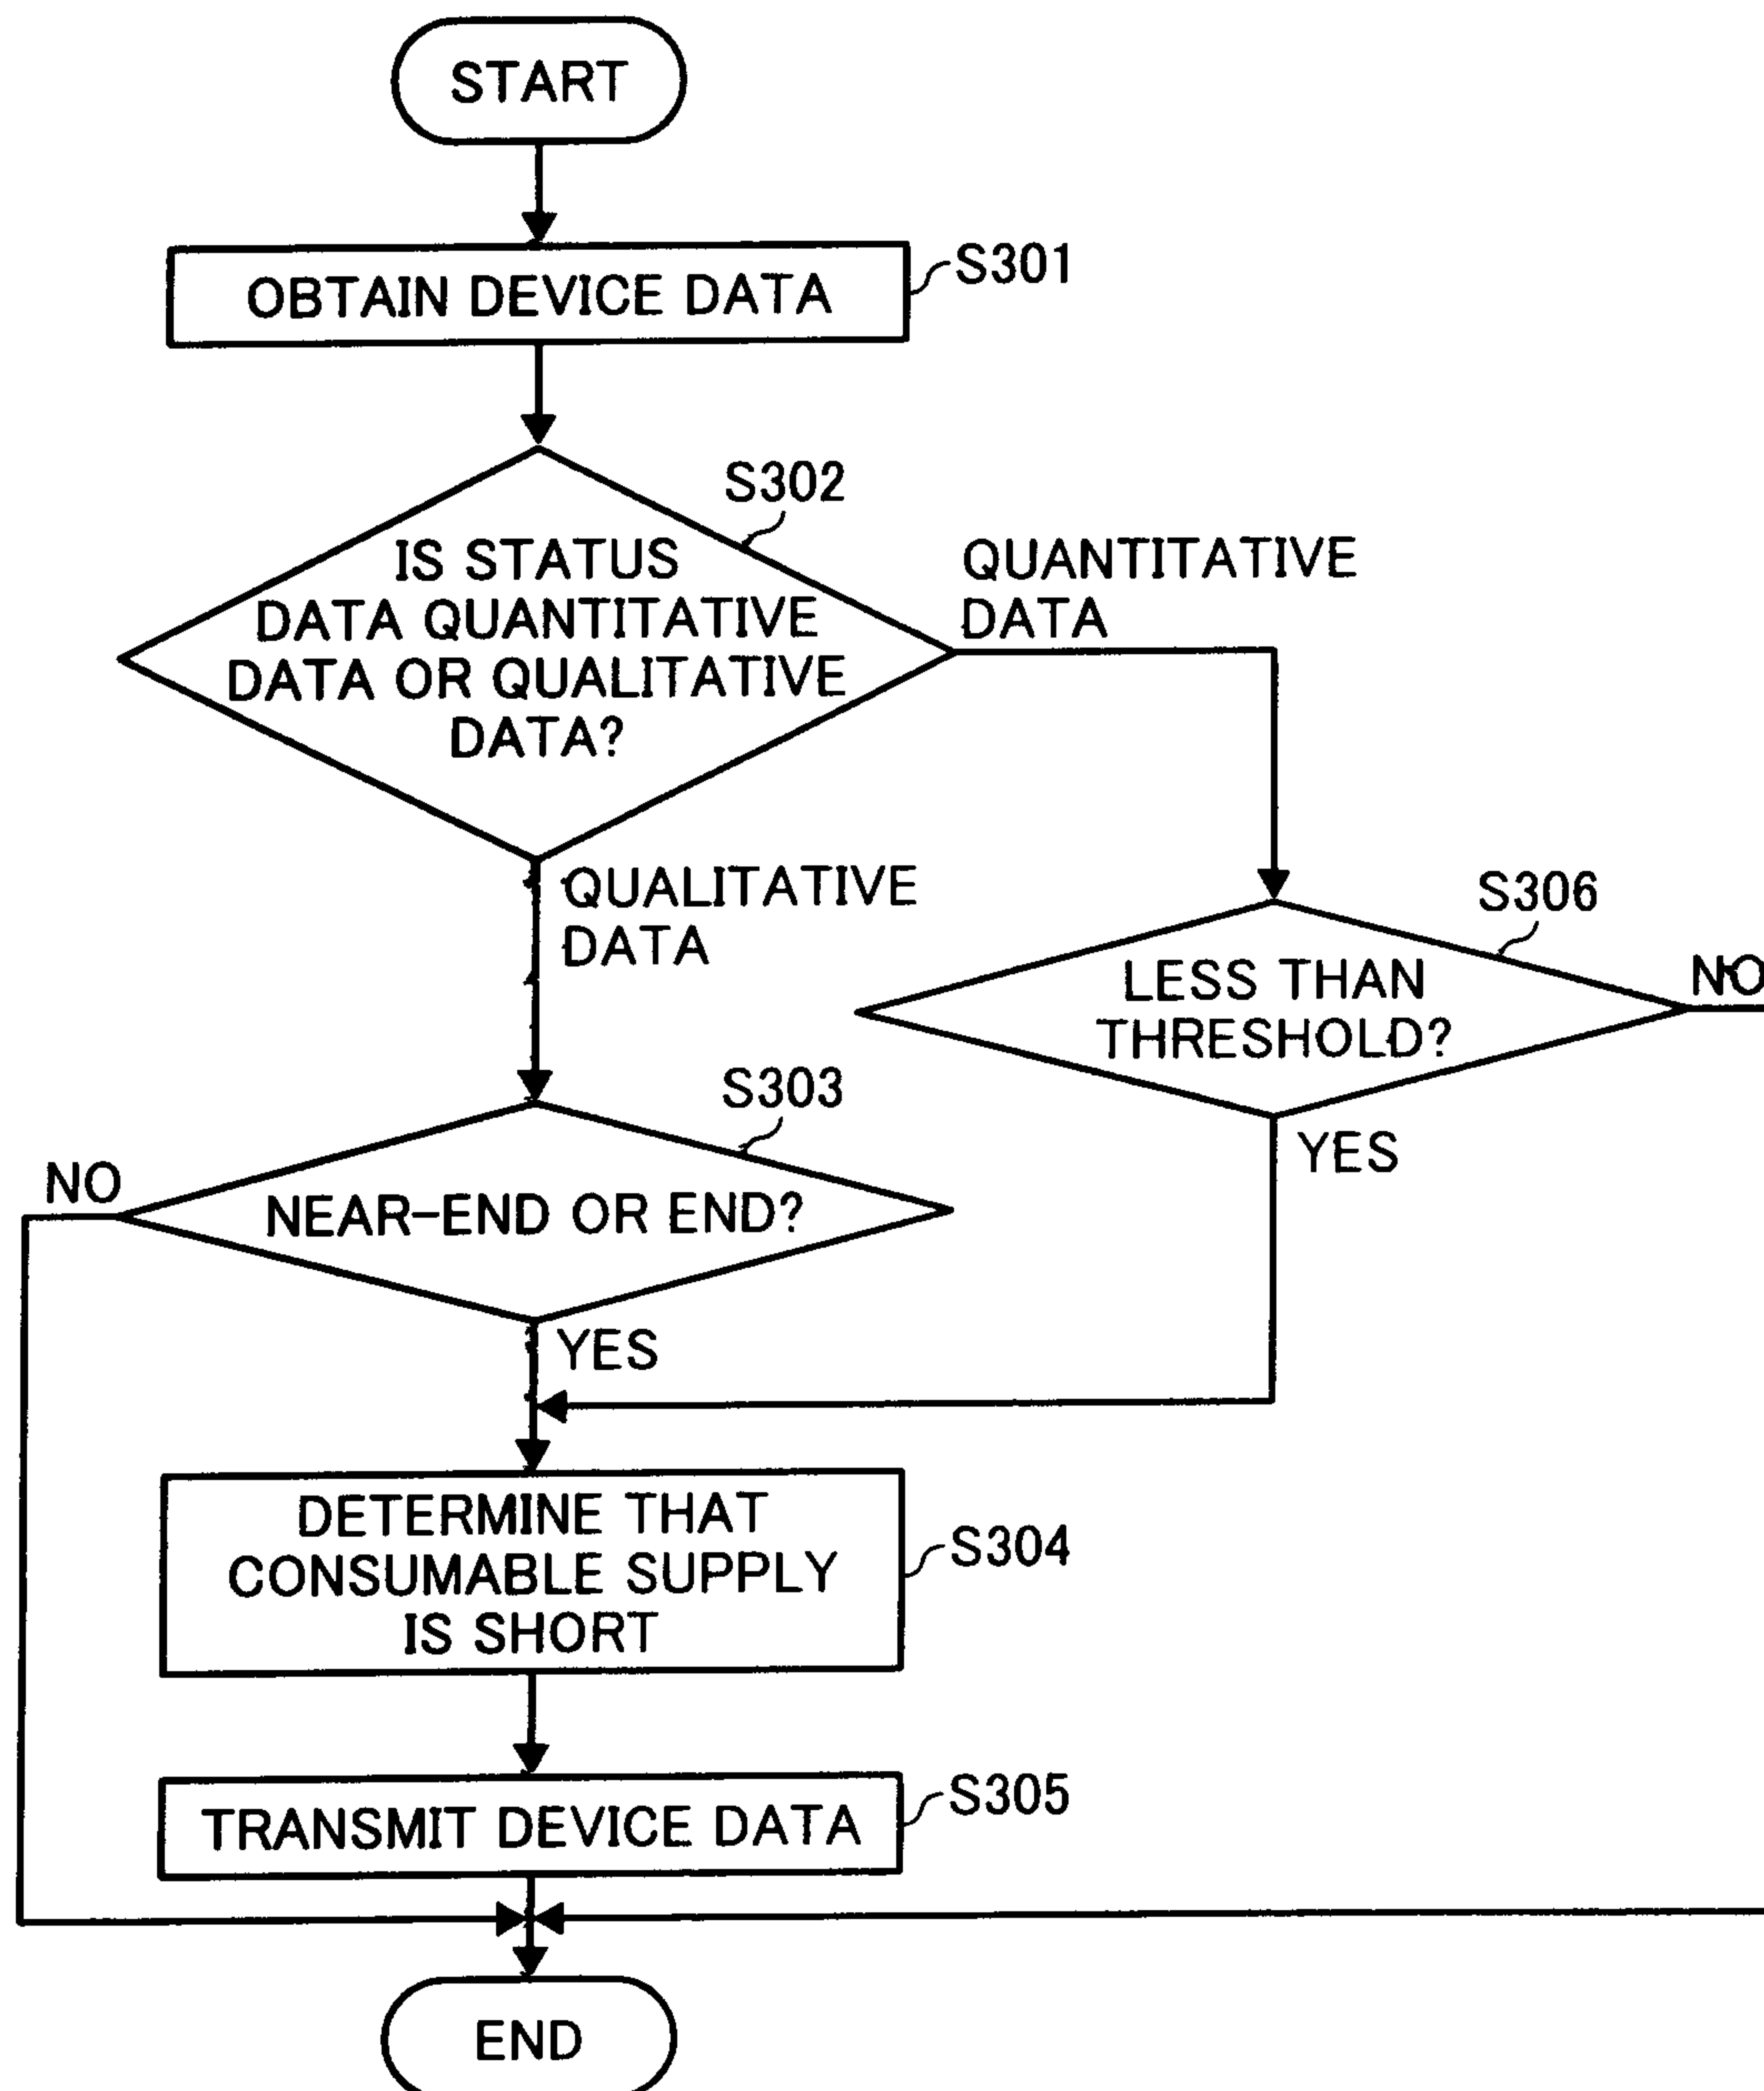 START
OBTAIN DEVICE DATA
S301
S302
IS STATUS
DATA QUANTITATIVE
DATA OR QUALITATIVE
DATA?
QUANTITATIVE
DATA
QUALITATIVE
DATA
S306
LESS THAN
THRESHOLD?
NO
YES
S303
NO
NEAR-END OR END?
YES
DETERMINE THAT
CONSUMABLE SUPPLY
IS SHORT
S304
TRANSMIT DEVICE DATA
S305
END